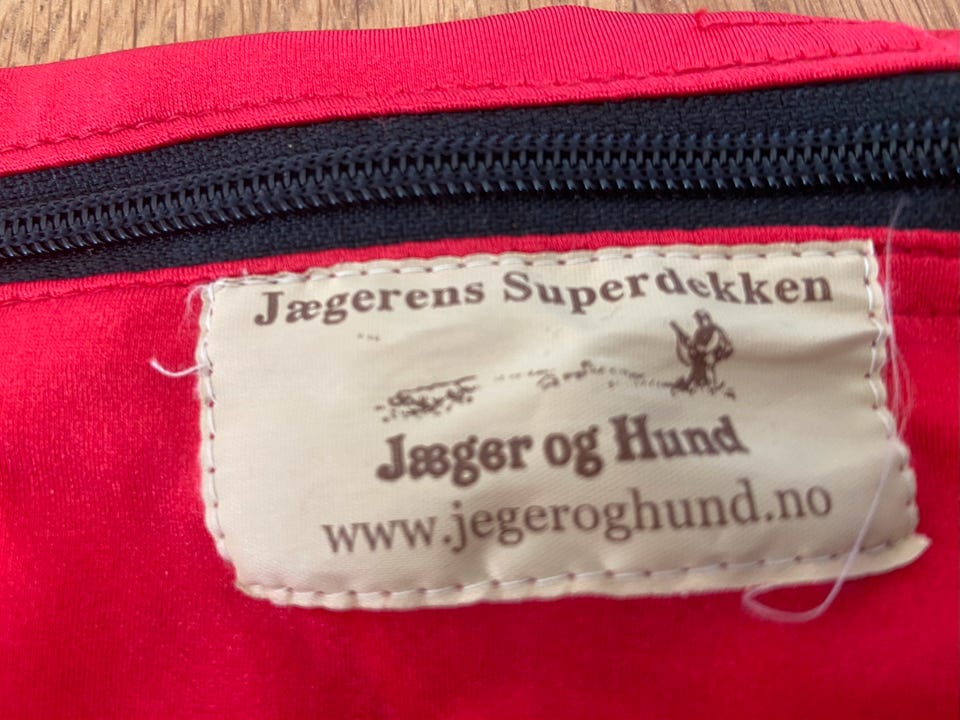 Jægerens Superdekken
Jæger og Hund
www.jegeroghund.no